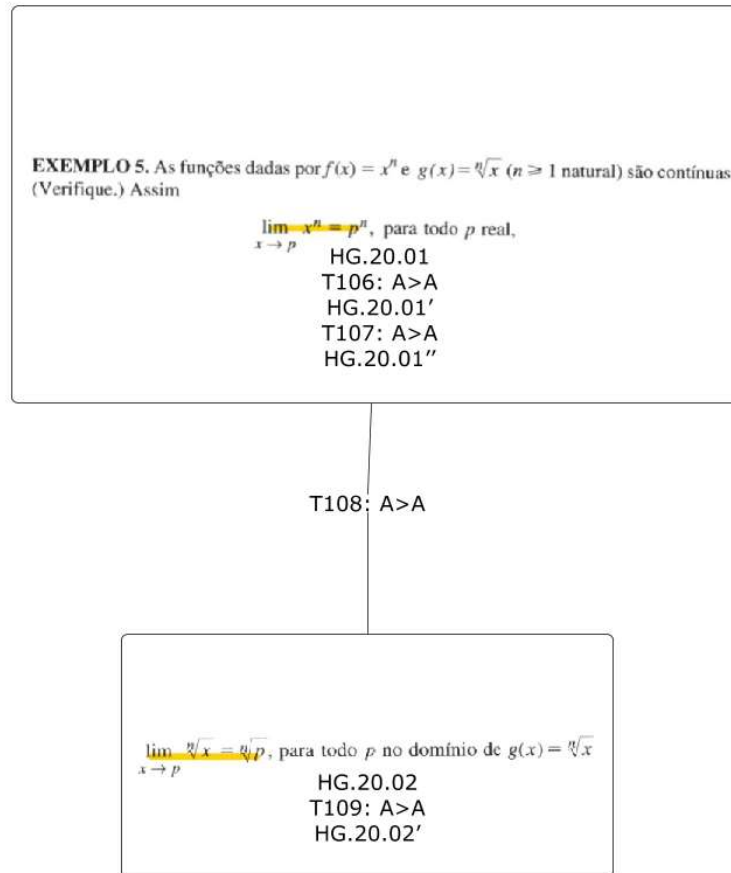 EXEMPLO 5. As funções dadas por f(x) = xⁿ e g(x) = ⁿ√x (n ⩾ 1 natural) são contínuas
(Verifique.) Assim
lim xⁿ = pⁿ, para todo p real,
x → p
HG.20.01
T106: A>A
HG.20.01'
T107: A>A
HG.20.01''
T108: A>A
lim ⁿ√x = ⁿ√p, para todo p no domínio de g(x) = ⁿ√x
x → p
HG.20.02
T109: A>A
HG.20.02'